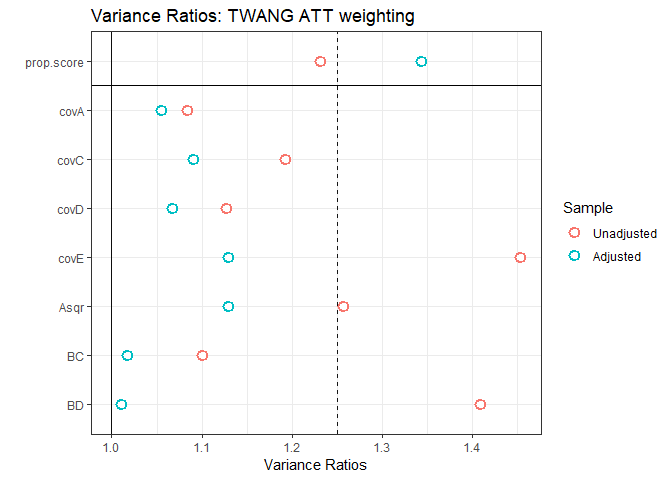 Variance Ratios: TWANG ATT weighting
prop.score
covA
covC
covD
covE
Asqr
BC
BD
1.0 1.1 1.2 1.3 1.4
Variance Ratios
Sample
Unadjusted
Adjusted